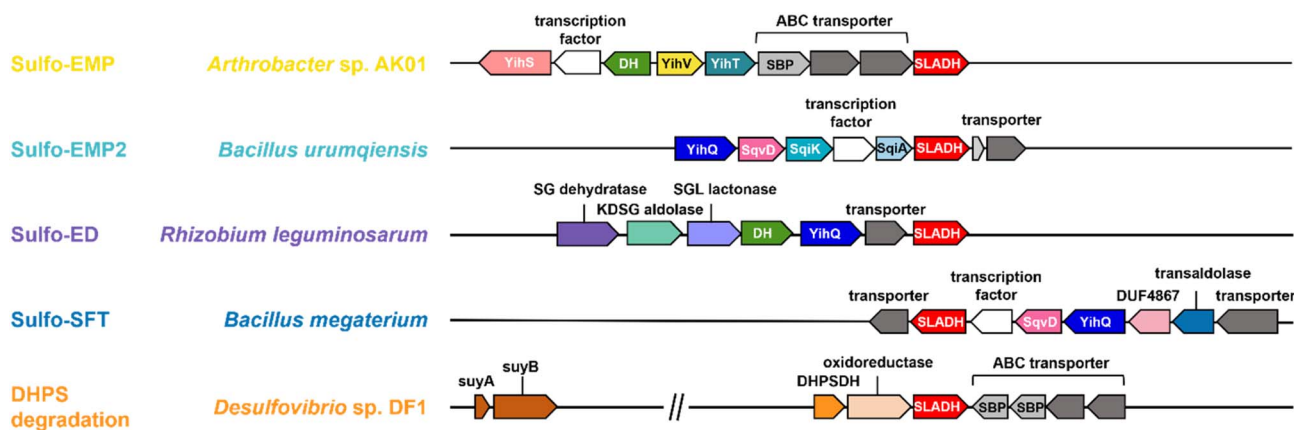 transcription
factor
ABC transporter
Sulfo-EMP
Arthrobacter sp. AK01
YihS
DH
YihV
YihT
SBP
SLADH
transcription
factor
transporter
Sulfo-EMP2
Bacillus urumqiensis
YihQ
SqvD
SqiK
SqiA
SLADH
SG dehydratase
SGL lactonase
KDSG aldolase
transporter
Sulfo-ED
Rhizobium leguminosarum
DH
YihQ
SLADH
transporter
transcription
factor
transaldolase
DUF4867
transporter
Sulfo-SFT
Bacillus megaterium
SLADH
SqvD
YihQ
suyA
suyB
oxidoreductase
DHPSDH
ABC transporter
DHPS
degradation
Desulfovibrio sp. DF1
//
SLADH
SBP
SBP